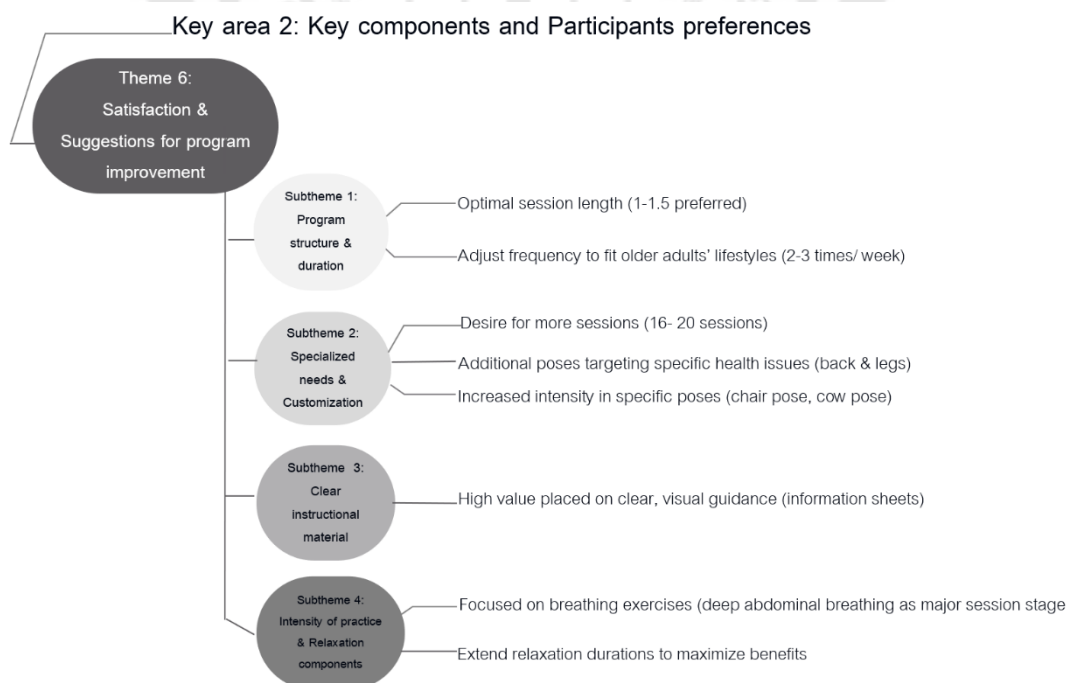 Key area 2: Key components and Participants preferences
Theme 6:
Satisfaction &
Suggestions for program
improvement
Subtheme 1:
Program
structure &
duration
Optimal session length (1-1.5 preferred)
Adjust frequency to fit older adults’ lifestyles (2-3 times/ week)
Subtheme 2:
Specialized
needs &
Customization
Desire for more sessions (16- 20 sessions)
Additional poses targeting specific health issues (back & legs)
Increased intensity in specific poses (chair pose, cow pose)
Subtheme 3:
Clear
instructional
material
High value placed on clear, visual guidance (information sheets)
Subtheme 4:
Intensity of practice
& Relaxation
components
Focused on breathing exercises (deep abdominal breathing as major session stage
Extend relaxation durations to maximize benefits